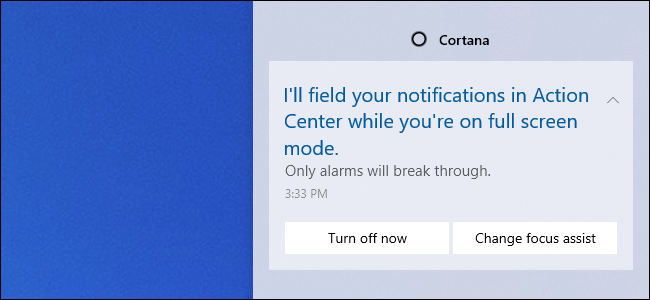 Cortana
I'll field your notifications in Action
Center while you're on full screen
mode.
Only alarms will break through.
3:33 PM
Turn off now
Change focus assist